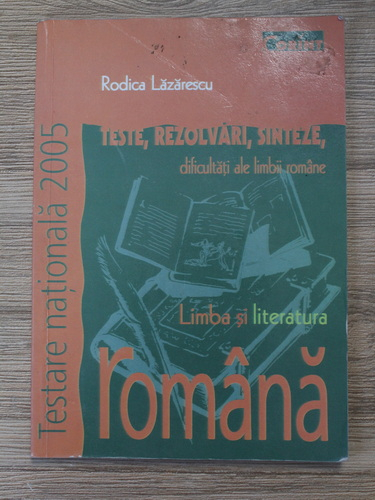 Rodica Lăzărescu
TESTE, REZOLVĂRI, SINTEZE,
dificultăți ale limbii române
Limba și literatura
română
Testare națională 2005